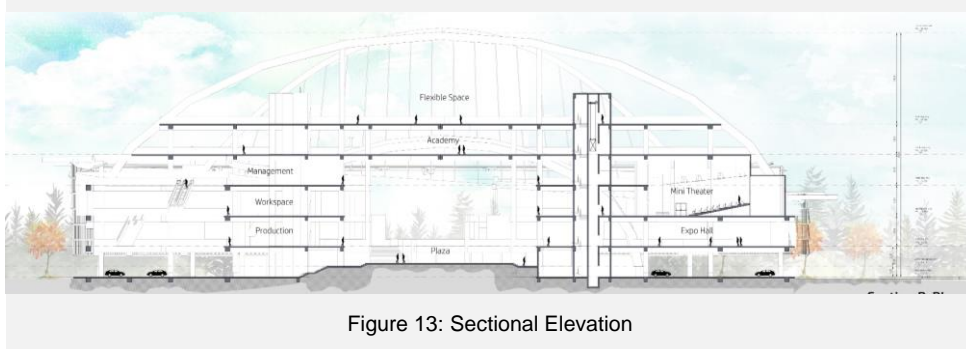 Flexible Space
Academy
Management
Mini Theater
Workspace
Production
Expo Hall
Plaza
Figure 13: Sectional Elevation